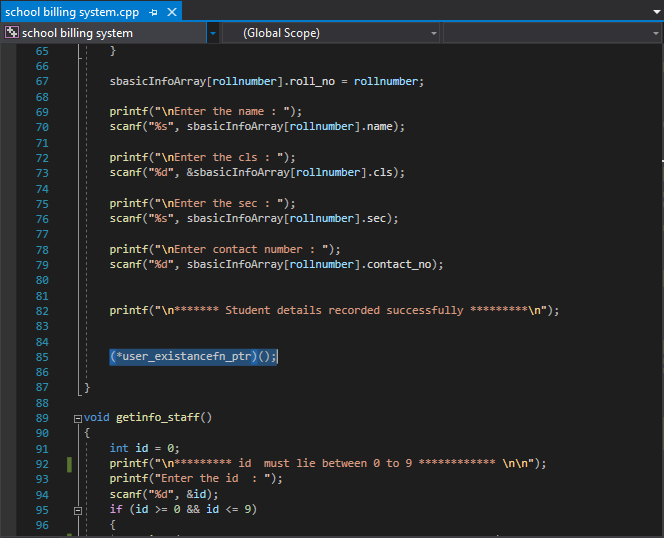 school billing system.cpp
school billing system (Global Scope)
65 }
66
67 sbasicInfoArray[rollnumber].roll_no = rollnumber;
68
69 printf("\nEnter the name : ");
70 scanf("%s", sbasicInfoArray[rollnumber].name);
71
72 printf("\nEnter the cls : ");
73 scanf("%d", &sbasicInfoArray[rollnumber].cls);
74
75 printf("\nEnter the sec : ");
76 scanf("%s", sbasicInfoArray[rollnumber].sec);
77
78 printf("\nEnter contact number : ");
79 scanf("%d", sbasicInfoArray[rollnumber].contact_no);
80
81
82 printf("\n******* Student details recorded successfully *********\n");
83
84
85 (*user_existancefn_ptr)();
86
87 }
88
89 void getinfo_staff()
90 {
91 int id = 0;
92 printf("\n********* id  must lie between 0 to 9 ************ \n\n");
93 printf("Enter the id  : ");
94 scanf("%d", &id);
95 if (id >= 0 && id <= 9)
96 {